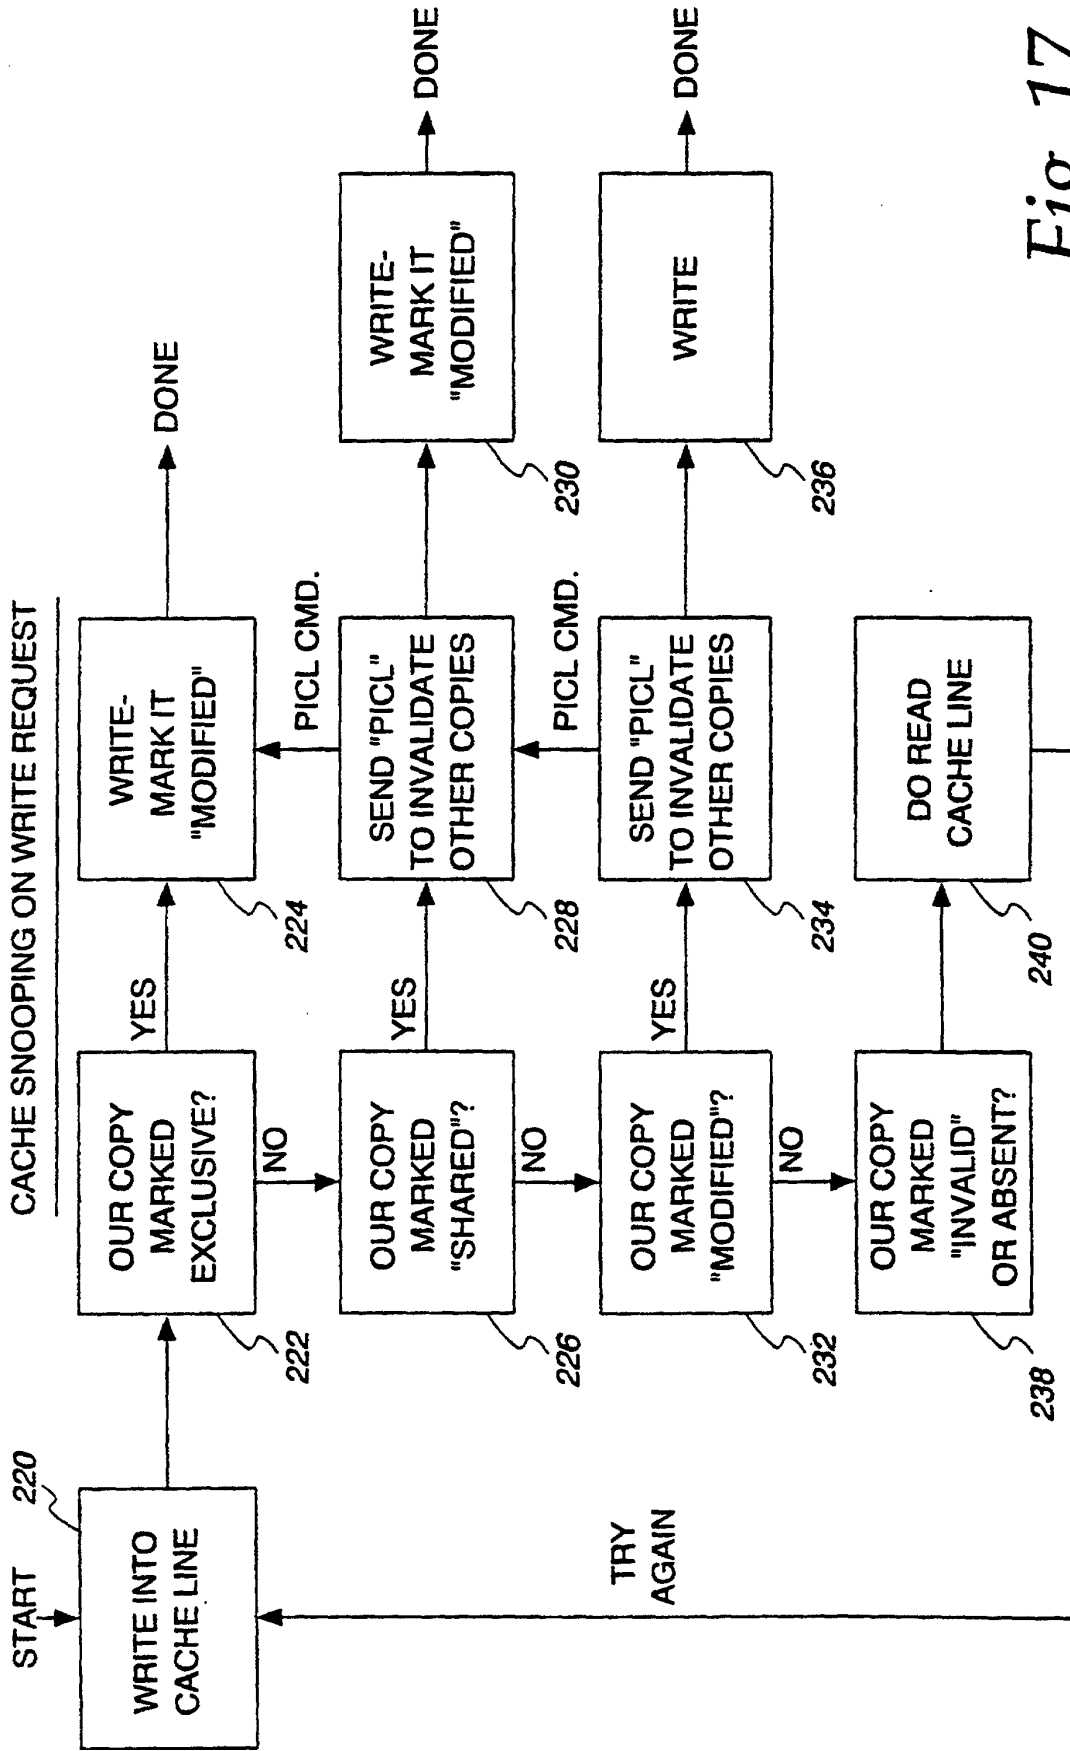 CACHE SNOOPING ON WRITE REQUEST
START
220
WRITE INTO
CACHE LINE
OUR COPY
MARKED
EXCLUSIVE?
222
YES
WRITE-
MARK IT
"MODIFIED"
224
DONE
NO
PICL CMD.
OUR COPY
MARKED
"SHARED"?
226
YES
SEND "PICL"
TO INVALIDATE
OTHER COPIES
228
WRITE-
MARK IT
"MODIFIED"
230
DONE
NO
PICL CMD.
OUR COPY
MARKED
"MODIFIED"?
232
YES
SEND "PICL"
TO INVALIDATE
OTHER COPIES
234
WRITE
236
DONE
NO
TRY
AGAIN
OUR COPY
MARKED
"INVALID"
OR ABSENT?
238
DO READ
CACHE LINE
240
Fig. 17